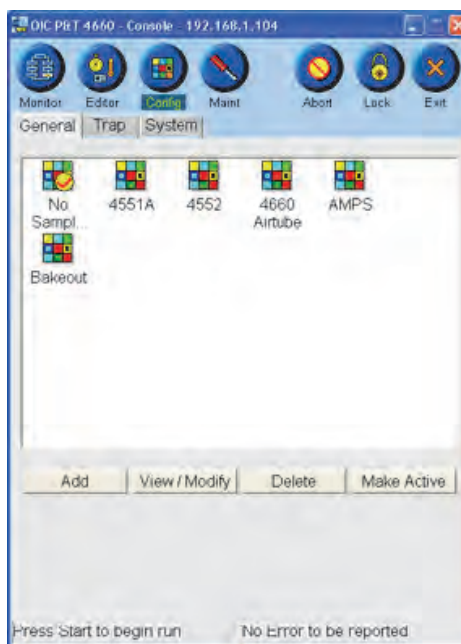 OIC P&T 4660 - Console - 192.168.1.104
Monitor Editor Config Maint Abort Lock Exit
General Trap System
No Sampl... 4551A 4552 4660 Airtube AMPS
Bakeout
Add View / Modify Delete Make Active
Press Start to begin run No Error to be reported